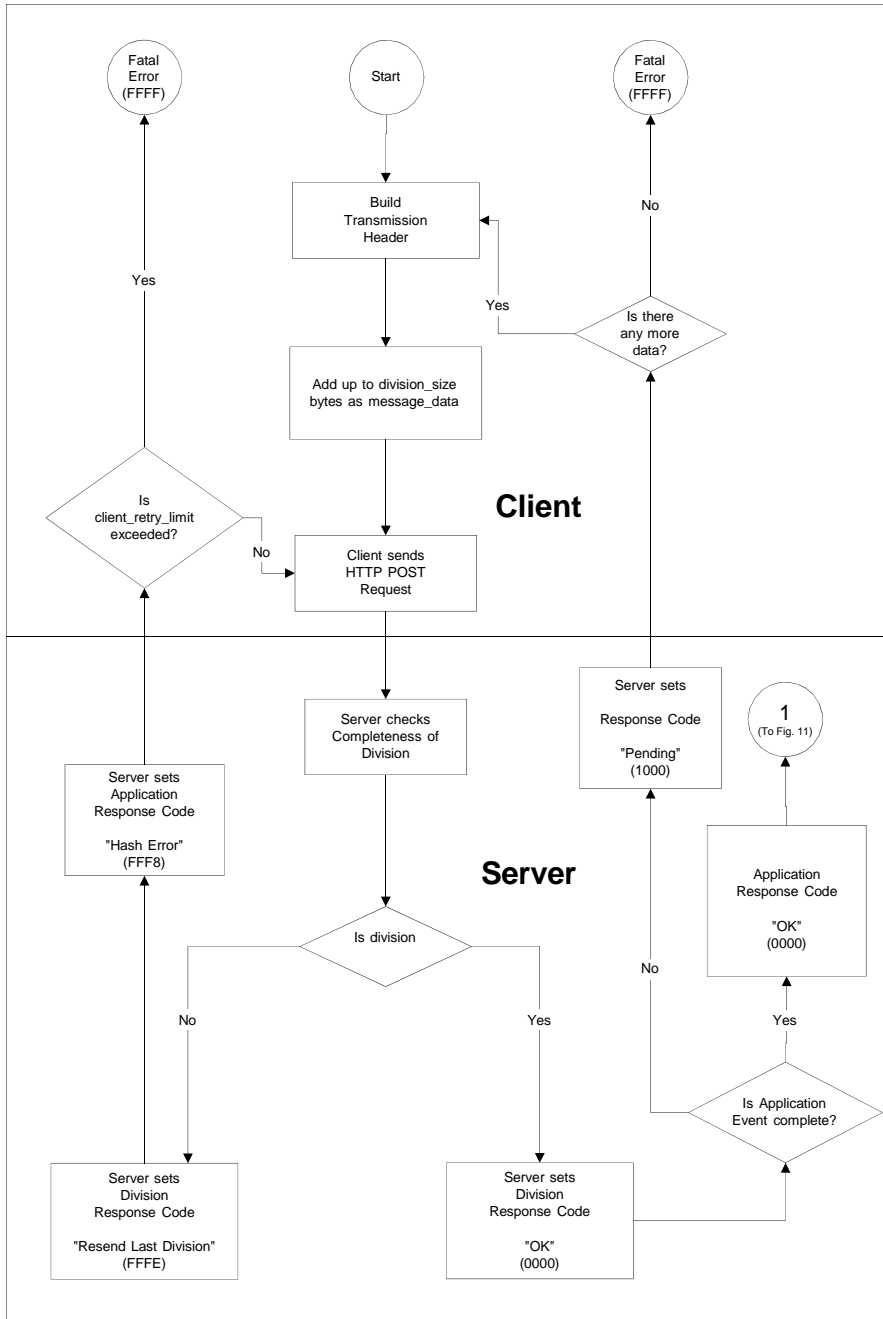 Fatal
Error
(FFFF)
Start
Fatal
Error
(FFFF)
Build
Transmission
Header
No
Yes
Yes
Is there
any more
data?
Add up to division_size
bytes as message_data
Is
client_retry_limit
exceeded?
Client
No
Client sends
HTTP POST
Request
Server sets
Response Code
"Pending"
(1000)
1
(To Fig. 11)
Server checks
Completeness of
Division
Server sets
Application
Response Code
"Hash Error"
(FFF8)
Server
Application
Response Code
"OK"
(0000)
Is division
No
No
Yes
Yes
Is Application
Event complete?
Server sets
Division
Response Code
"Resend Last Division"
(FFFE)
Server sets
Division
Response Code
"OK"
(0000)